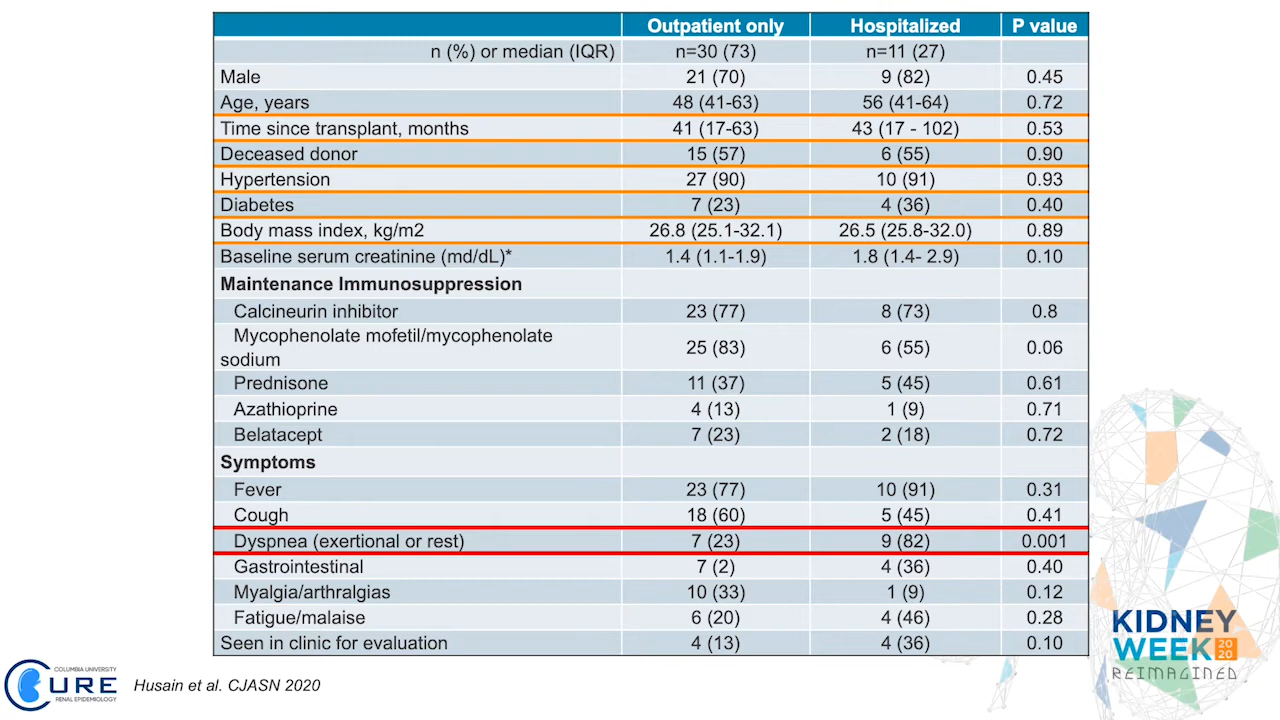 Outpatient only Hospitalized P value
n (%) or median (IQR) n=30 (73) n=11 (27)
Male 21 (70) 9 (82) 0.45
Age, years 48 (41-63) 56 (41-64) 0.72
Time since transplant, months 41 (17-63) 43 (17 - 102) 0.53
Deceased donor 15 (57) 6 (55) 0.90
Hypertension 27 (90) 10 (91) 0.93
Diabetes 7 (23) 4 (36) 0.40
Body mass index, kg/m2 26.8 (25.1-32.1) 26.5 (25.8-32.0) 0.89
Baseline serum creatinine (md/dL)* 1.4 (1.1-1.9) 1.8 (1.4- 2.9) 0.10
Maintenance Immunosuppression
Calcineurin inhibitor 23 (77) 8 (73) 0.8
Mycophenolate mofetil/mycophenolate
sodium 25 (83) 6 (55) 0.06
Prednisone 11 (37) 5 (45) 0.61
Azathioprine 4 (13) 1 (9) 0.71
Belatacept 7 (23) 2 (18) 0.72
Symptoms
Fever 23 (77) 10 (91) 0.31
Cough 18 (60) 5 (45) 0.41
Dyspnea (exertional or rest) 7 (23) 9 (82) 0.001
Gastrointestinal 7 (2) 4 (36) 0.40
Myalgia/arthralgias 10 (33) 1 (9) 0.12
Fatigue/malaise 6 (20) 4 (46) 0.28
Seen in clinic for evaluation 4 (13) 4 (36) 0.10
COLUMBIA UNIVERSITY
CURE
RENAL EPIDEMIOLOGY
Husain et al. CJASN 2020
KIDNEY
WEEK 2020
REIMAGINED